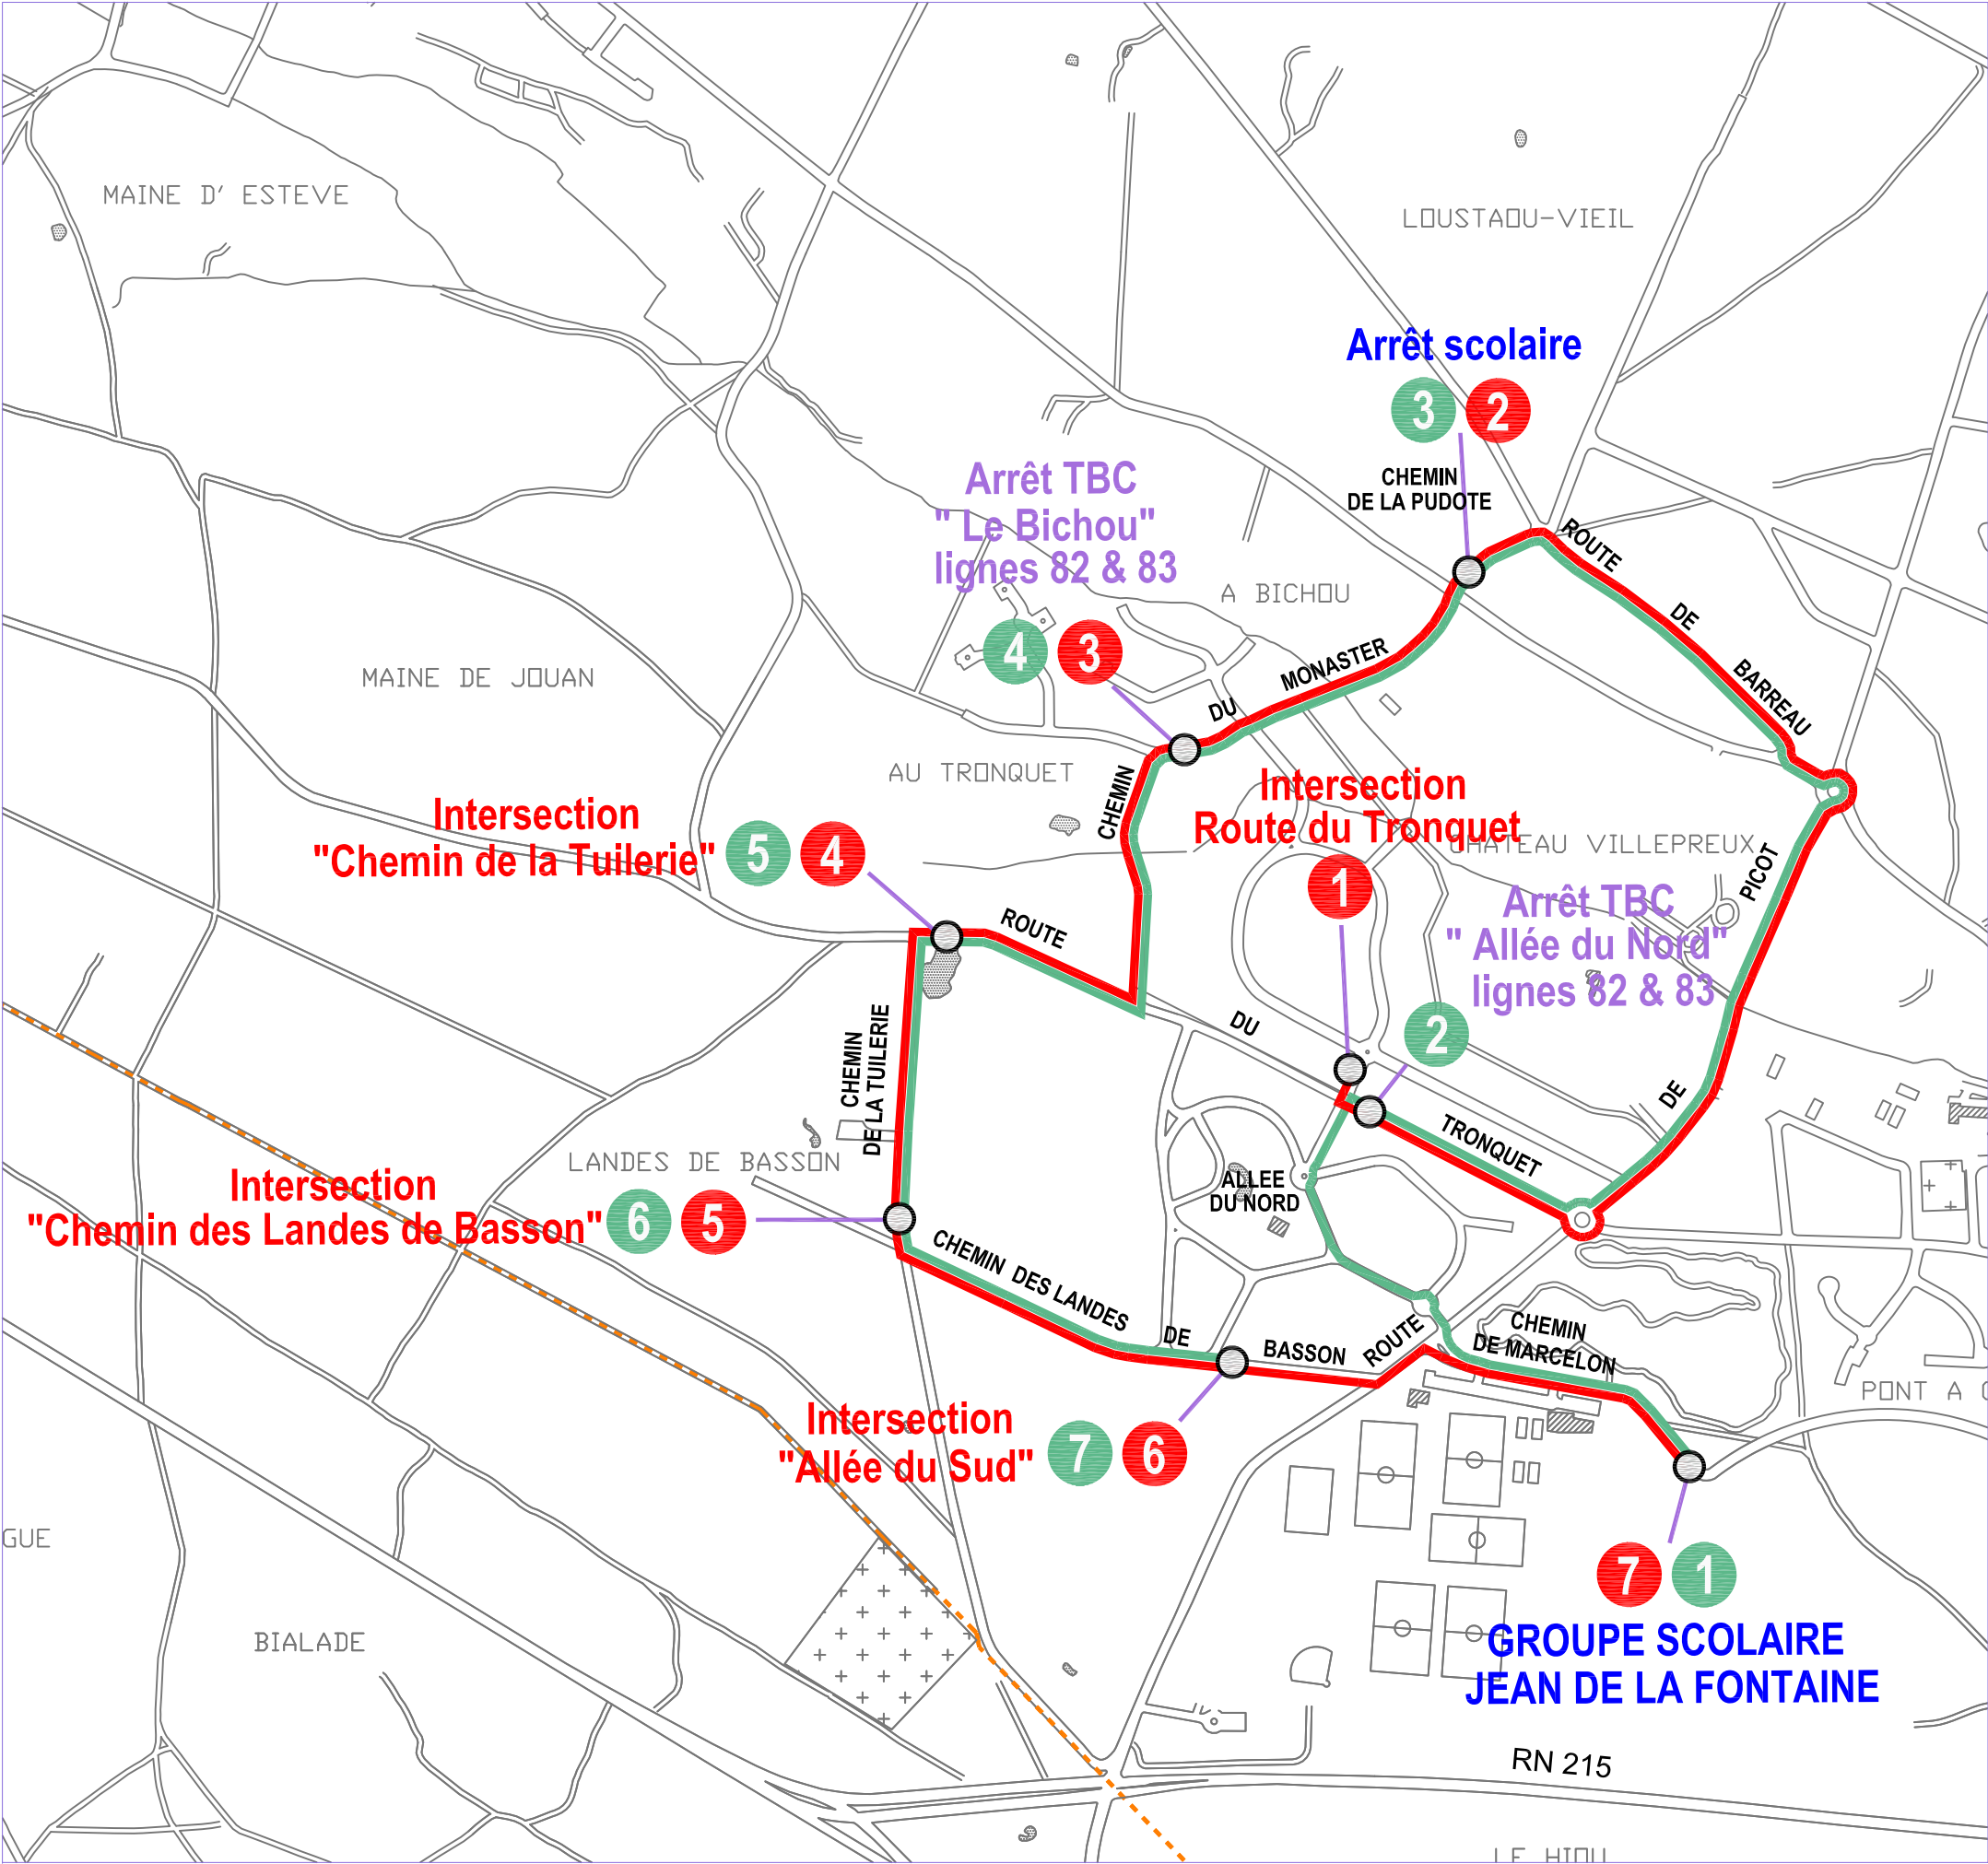 MAINE D' ESTEVE
LOUSTAOU-VIEIL
Arrêt scolaire
3 2
CHEMIN
DE LA PUDOTE
Arrêt TBC
" Le Bichou"
lignes 82 & 83
4 3
A BICHOU
ROUTE
DE
BARREAU
DE
PICOT
MAINE DE JOUAN
CHEMIN
DU
MONASTER
AU TRONQUET
Intersection
Route du Tronquet
1
CHATEAU VILLEPREUX
Intersection
"Chemin de la Tuilerie"
5 4
Arrêt TBC
" Allée du Nord"
lignes 82 & 83
2
ROUTE
DU
TRONQUET
CHEMIN
DE LA TUILERIE
LANDES DE BASSON
ALLEE
DU NORD
Intersection
"Chemin des Landes de Basson"
6 5
CHEMIN DES LANDES
DE
BASSON
ROUTE
CHEMIN
DE MARCELON
PONT A
Intersection
"Allée du Sud"
7 6
GUE
7 1
GROUPE SCOLAIRE
JEAN DE LA FONTAINE
BIALADE
RN 215
LE HIOU